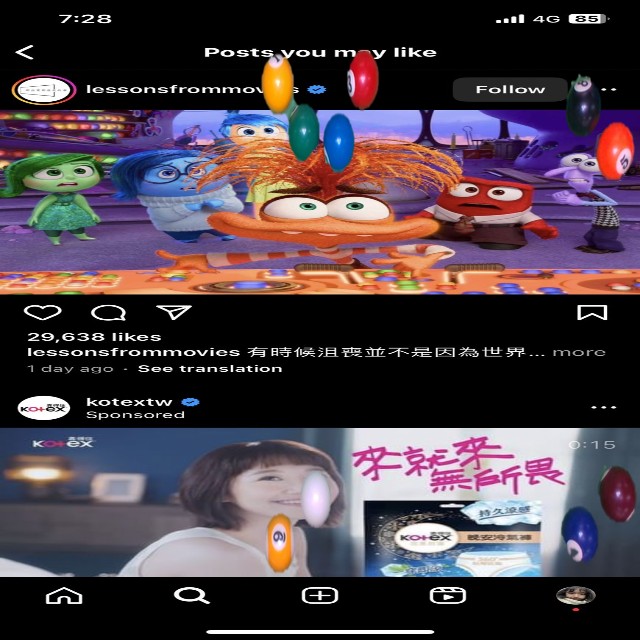 7:28
4G 85
Posts you may like
lessonsfrommovies
Follow
29,638 likes
lessonsfrommovies 有時候沮喪並不是因為世界... more
1 day ago · See translation
kotextw
Sponsored
Kotex
0:15
來就來
無所畏
持久涼感
Kotex
晚安冷氣褲